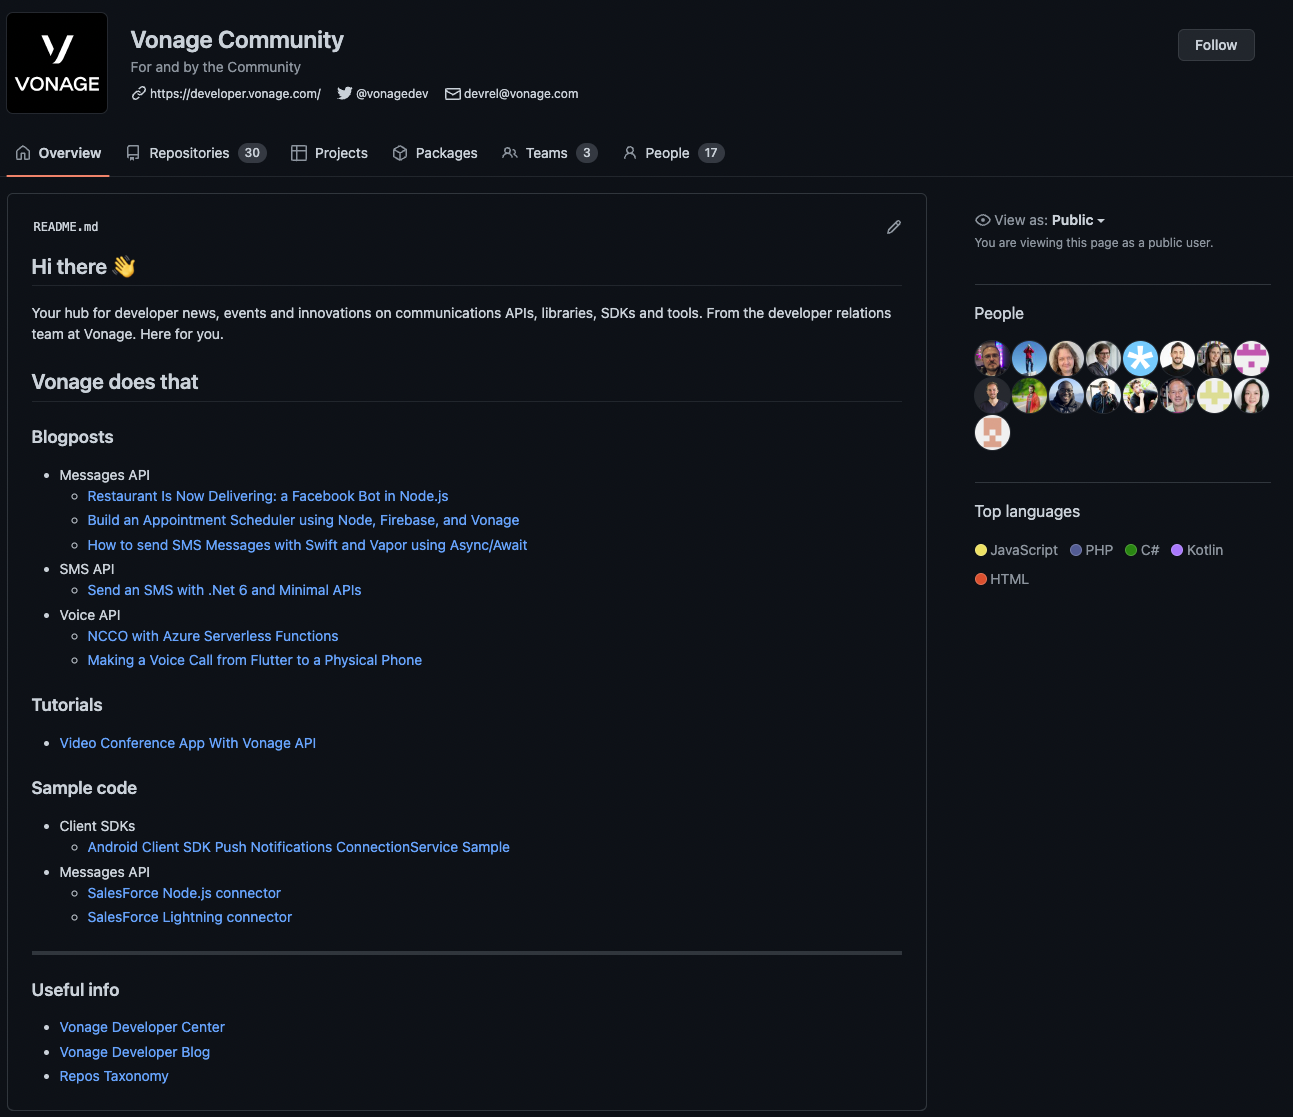 VONAGE
Vonage Community
For and by the Community
https://developer.vonage.com/ @vonagedev devrel@vonage.com
Follow
Overview Repositories 30 Projects Packages Teams 3 People 17
README.md
Hi there 👋
Your hub for developer news, events and innovations on communications APIs, libraries, SDKs and tools. From the developer relations
team at Vonage. Here for you.
Vonage does that
Blogposts
Messages API
Restaurant Is Now Delivering: a Facebook Bot in Node.js
Build an Appointment Scheduler using Node, Firebase, and Vonage
How to send SMS Messages with Swift and Vapor using Async/Await
SMS API
Send an SMS with .Net 6 and Minimal APIs
Voice API
NCCO with Azure Serverless Functions
Making a Voice Call from Flutter to a Physical Phone
Tutorials
Video Conference App With Vonage API
Sample code
Client SDKs
Android Client SDK Push Notifications ConnectionService Sample
Messages API
SalesForce Node.js connector
SalesForce Lightning connector
Useful info
Vonage Developer Center
Vonage Developer Blog
Repos Taxonomy
View as: Public
You are viewing this page as a public user.
People
Top languages
JavaScript PHP C# Kotlin
HTML